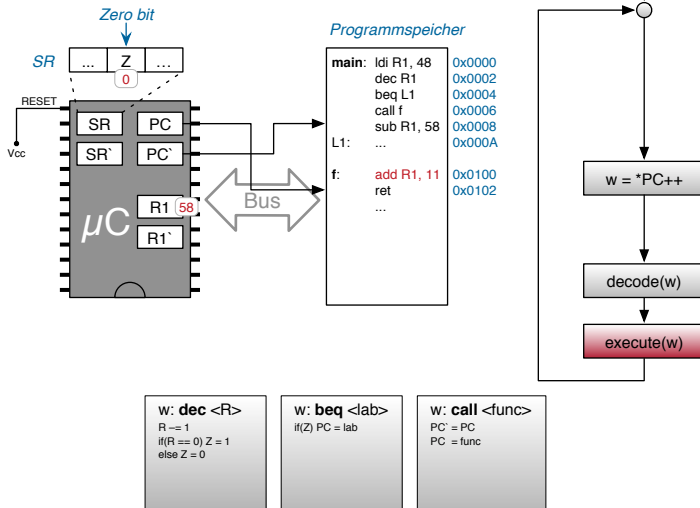 Zero bit
Programmspeicher
SR ... Z ...
0
main: ldi R1, 48 0x0000
dec R1 0x0002
beq L1 0x0004
call f 0x0006
sub R1, 58 0x0008
L1: ... 0x000A
f: add R1, 11 0x0100
ret 0x0102
...
RESET
Vcc
SR PC
SR` PC`
R1 58
R1`
µC
Bus
w = *PC++
decode(w)
execute(w)
w: dec <R>
R –= 1
if(R == 0) Z = 1
else Z = 0
w: beq <lab>
if(Z) PC = lab
w: call <func>
PC` = PC
PC = func